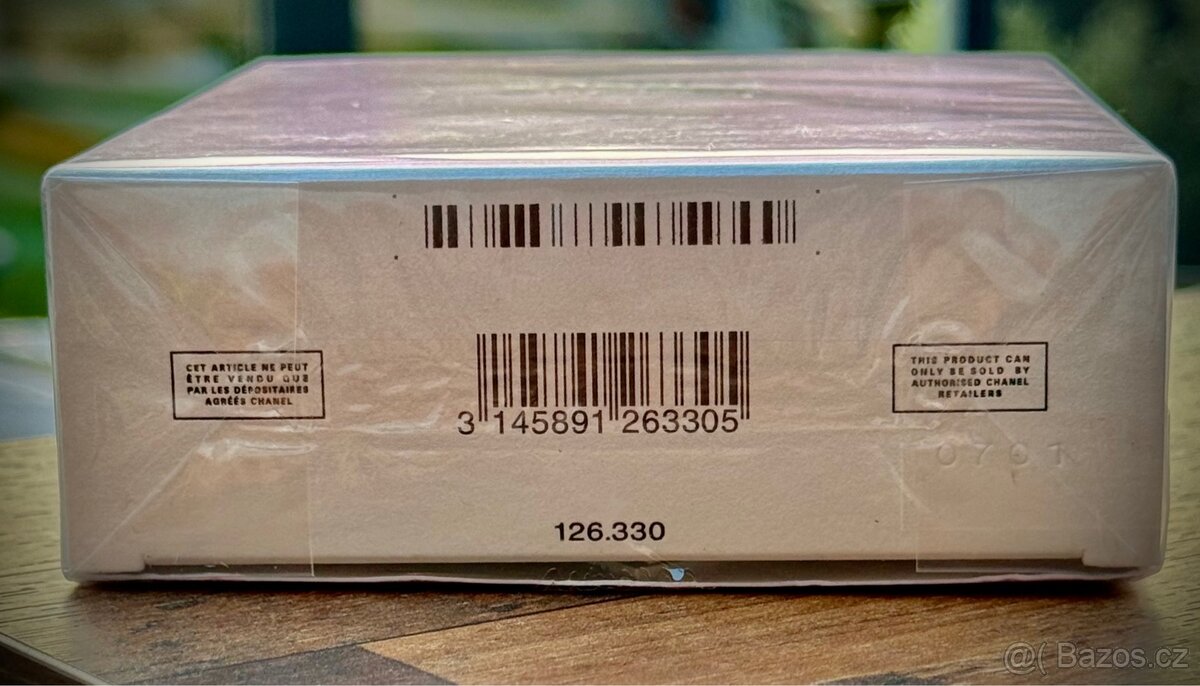 CET ARTICLE NE PEUT
ÊTRE VENDU QUE
PAR LES DÉPOSITAIRES
AGRÉÉS CHANEL
3 145891 263305
THIS PRODUCT CAN
ONLY BE SOLD BY
AUTHORISED CHANEL
RETAILERS
126.330
@( Bazos.cz